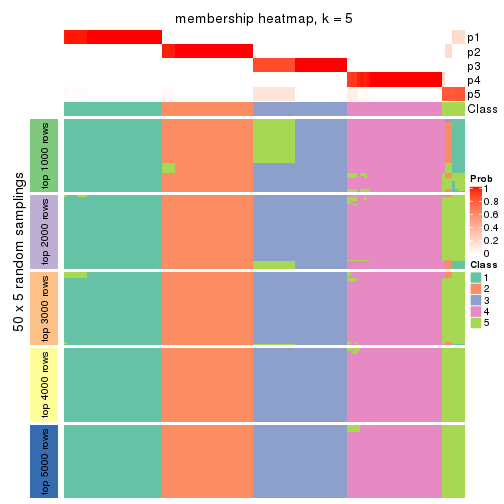 membership heatmap, k = 5
p1
p2
p3
p4
p5
Class
50 x 5 random samplings
top 1000 rows
top 2000 rows
top 3000 rows
top 4000 rows
top 5000 rows
Prob
1
0.8
0.6
0.4
0.2
0
Class
1
2
3
4
5